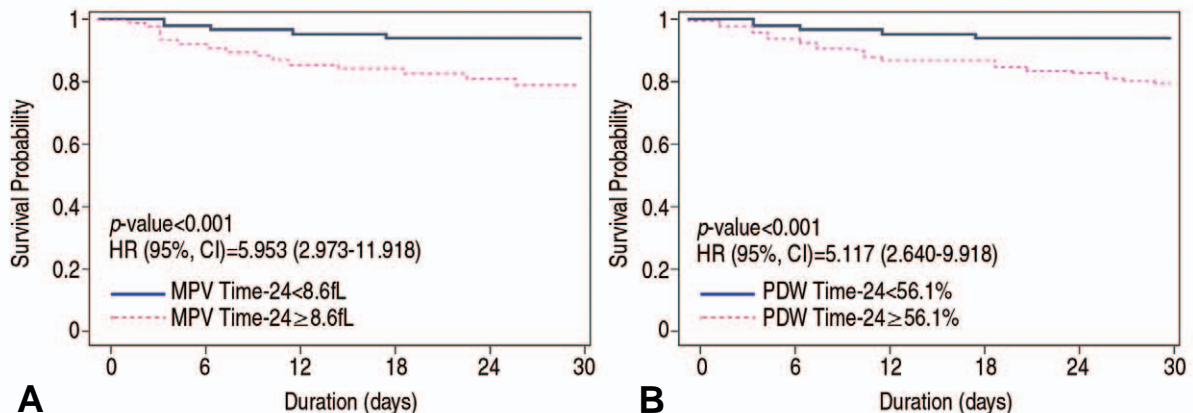 Survival Probability
1
0.8
0.6
0.4
0.2
0
p-value<0.001
HR (95%, CI)=5.953 (2.973-11.918)
MPV Time-24<8.6fL
MPV Time-24≥8.6fL
0 6 12 18 24 30
Duration (days)
A
Survival Probability
1
0.8
0.6
0.4
0.2
0
p-value<0.001
HR (95%, CI)=5.117 (2.640-9.918)
PDW Time-24<56.1%
PDW Time-24≥56.1%
0 6 12 18 24 30
Duration (days)
B